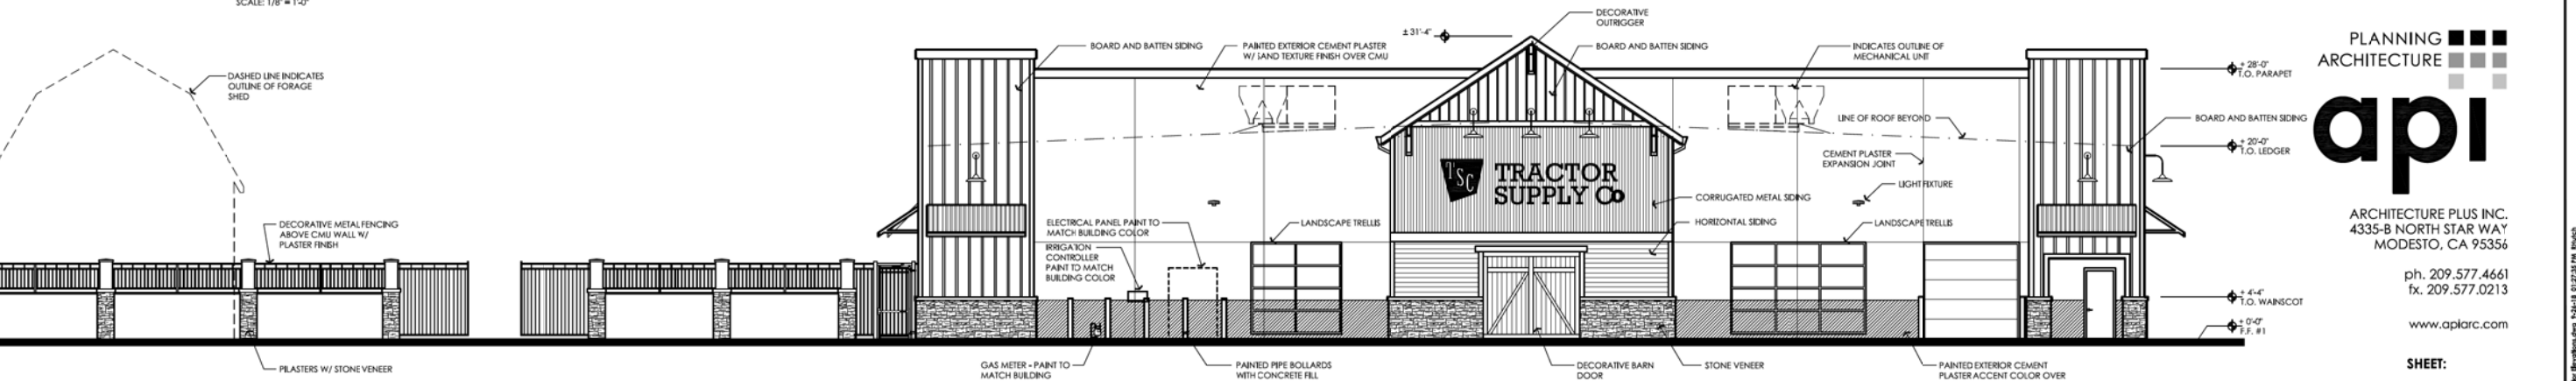 SCALE: 1/8" = 1'-0"
DASHED LINE INDICATES
OUTLINE OF FORAGE
SHED
DECORATIVE METAL FENCING
ABOVE CMU WALL W/
PLASTER FINISH
PILASTERS W/ STONE VENEER
BOARD AND BATTEN SIDING
PAINTED EXTERIOR CEMENT PLASTER
W/ SAND TEXTURE FINISH OVER CMU
± 31'-4"
DECORATIVE
OUTRIGGER
BOARD AND BATTEN SIDING
INDICATES OUTLINE OF
MECHANICAL UNIT
LINE OF ROOF BEYOND
CEMENT PLASTER
EXPANSION JOINT
LIGHT FIXTURE
TSC
TRACTOR
SUPPLY Co
CORRUGATED METAL SIDING
HORIZONTAL SIDING
LANDSCAPE TRELLIS
LANDSCAPE TRELLIS
ELECTRICAL PANEL PAINT TO
MATCH BUILDING COLOR
IRRIGATION
CONTROLLER
PAINT TO MATCH
BUILDING COLOR
GAS METER - PAINT TO
MATCH BUILDING
PAINTED PIPE BOLLARDS
WITH CONCRETE FILL
DECORATIVE BARN
DOOR
STONE VENEER
PAINTED EXTERIOR CEMENT
PLASTER ACCENT COLOR OVER
+ 28'-0"
T.O. PARAPET
BOARD AND BATTEN SIDING
+ 20'-0"
T.O. LEDGER
+ 4'-4"
T.O. WAINSCOT
+ 0'-0"
F.F. #1
PLANNING
ARCHITECTURE
api
ARCHITECTURE PLUS INC.
4335-B NORTH STAR WAY
MODESTO, CA 95356
ph. 209.577.4661
fx. 209.577.0213
www.apiarc.com
SHEET: